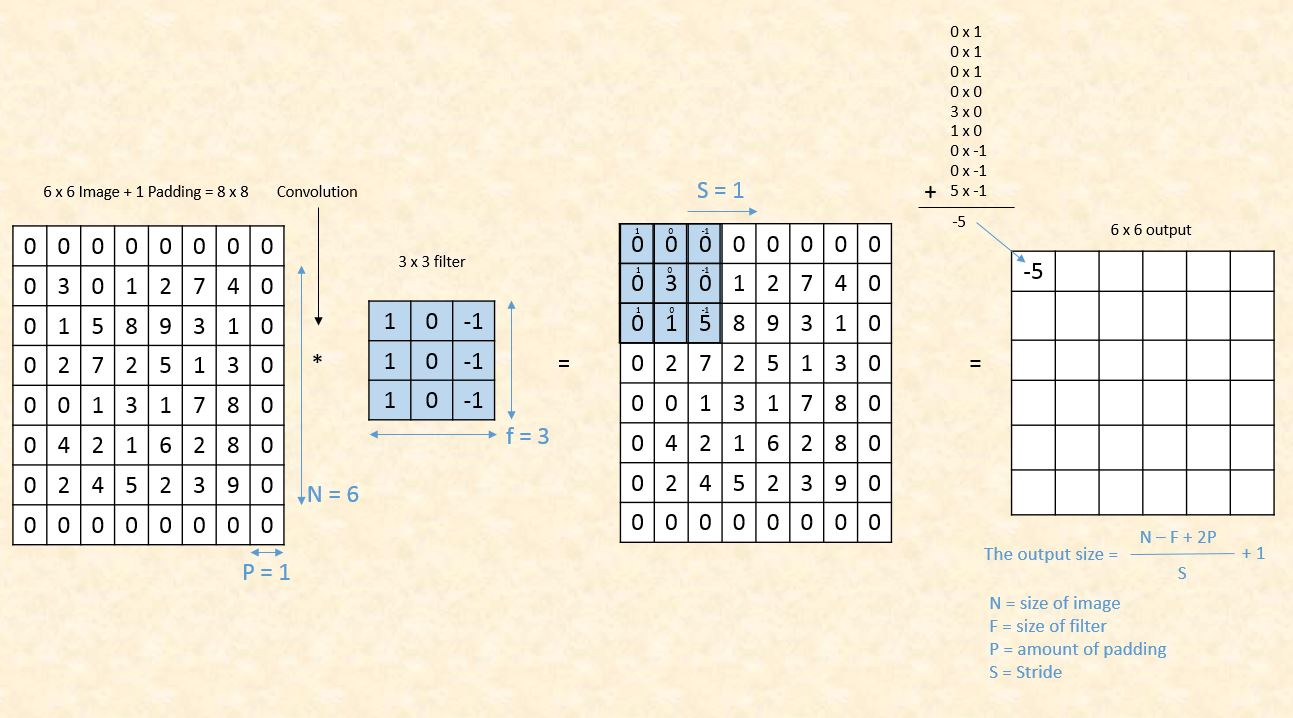 6 x 6 Image + 1 Padding = 8 x 8
Convolution
0 0 0 0 0 0 0 0
0 3 0 1 2 7 4 0
0 1 5 8 9 3 1 0
0 2 7 2 5 1 3 0
0 0 1 3 1 7 8 0
0 4 2 1 6 2 8 0
0 2 4 5 2 3 9 0
0 0 0 0 0 0 0 0
N = 6
P = 1
*
3 x 3 filter
1 0 -1
1 0 -1
1 0 -1
f = 3
=
S = 1
1 0 -1
0 0 0 0 0 0 0 0
1 0 -1
0 3 0 1 2 7 4 0
1 0 -1
0 1 5 8 9 3 1 0
0 2 7 2 5 1 3 0
0 0 1 3 1 7 8 0
0 4 2 1 6 2 8 0
0 2 4 5 2 3 9 0
0 0 0 0 0 0 0 0
0 x 1
0 x 1
0 x 1
0 x 0
3 x 0
1 x 0
0 x -1
0 x -1
+ 5 x -1
-5
=
6 x 6 output
-5
The output size = N – F + 2P
S
+ 1
N = size of image
F = size of filter
P = amount of padding
S = Stride